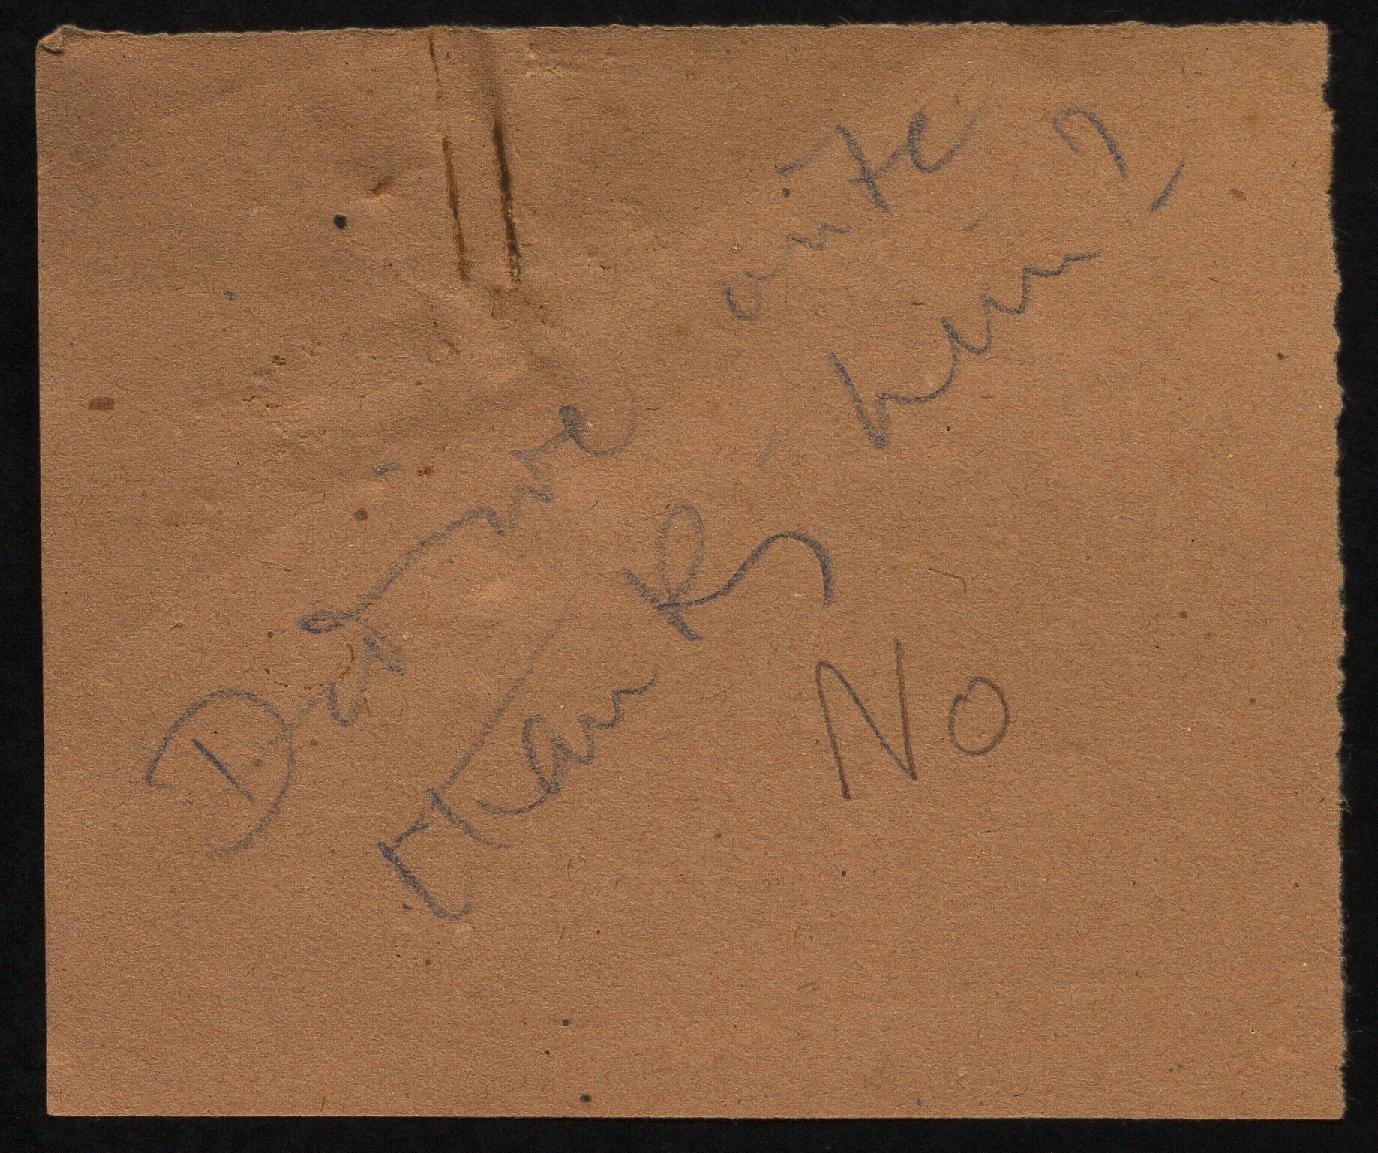 Did we write
thanks, him?
No